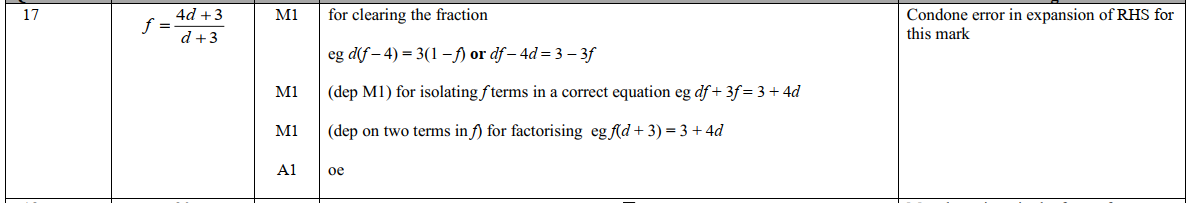 17
f = 4d + 3 / d + 3
M1 for clearing the fraction
Condone error in expansion of RHS for
this mark
eg d(f – 4) = 3(1 – f) or df – 4d = 3 – 3f
M1 (dep M1) for isolating f terms in a correct equation eg df + 3f = 3 + 4d
M1 (dep on two terms in f) for factorising eg f(d + 3) = 3 + 4d
A1 oe